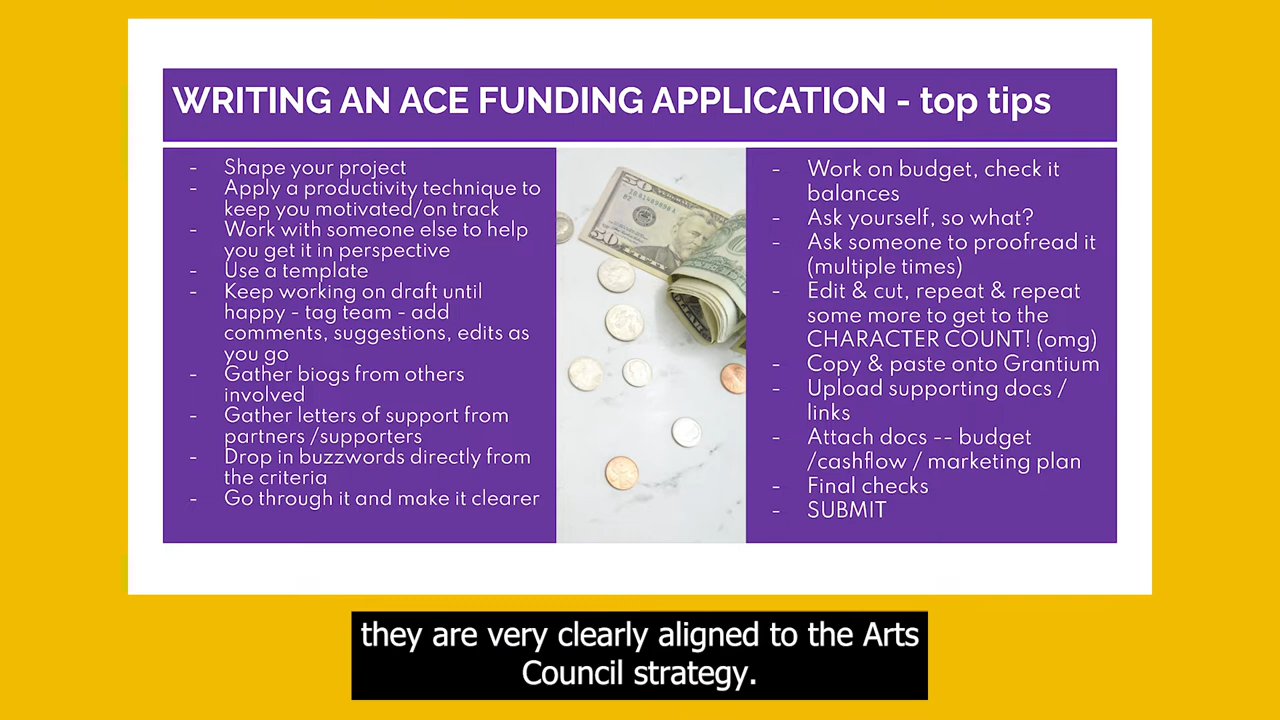 WRITING AN ACE FUNDING APPLICATION - top tips
- Shape your project
- Apply a productivity technique to
keep you motivated/on track
- Work with someone else to help
you get it in perspective
- Use a template
- Keep working on draft until
happy - tag team - add
comments, suggestions, edits as
you go
- Gather biogs from others
involved
- Gather letters of support from
partners /supporters
- Drop in buzzwords directly from
the criteria
- Go through it and make it clearer
50
50
- Work on budget, check it
balances
- Ask yourself, so what?
- Ask someone to proofread it
(multiple times)
- Edit & cut, repeat & repeat
some more to get to the
CHARACTER COUNT! (omg)
- Copy & paste onto Grantium
- Upload supporting docs /
links
- Attach docs -- budget
/cashflow / marketing plan
- Final checks
- SUBMIT
they are very clearly aligned to the Arts
Council strategy.